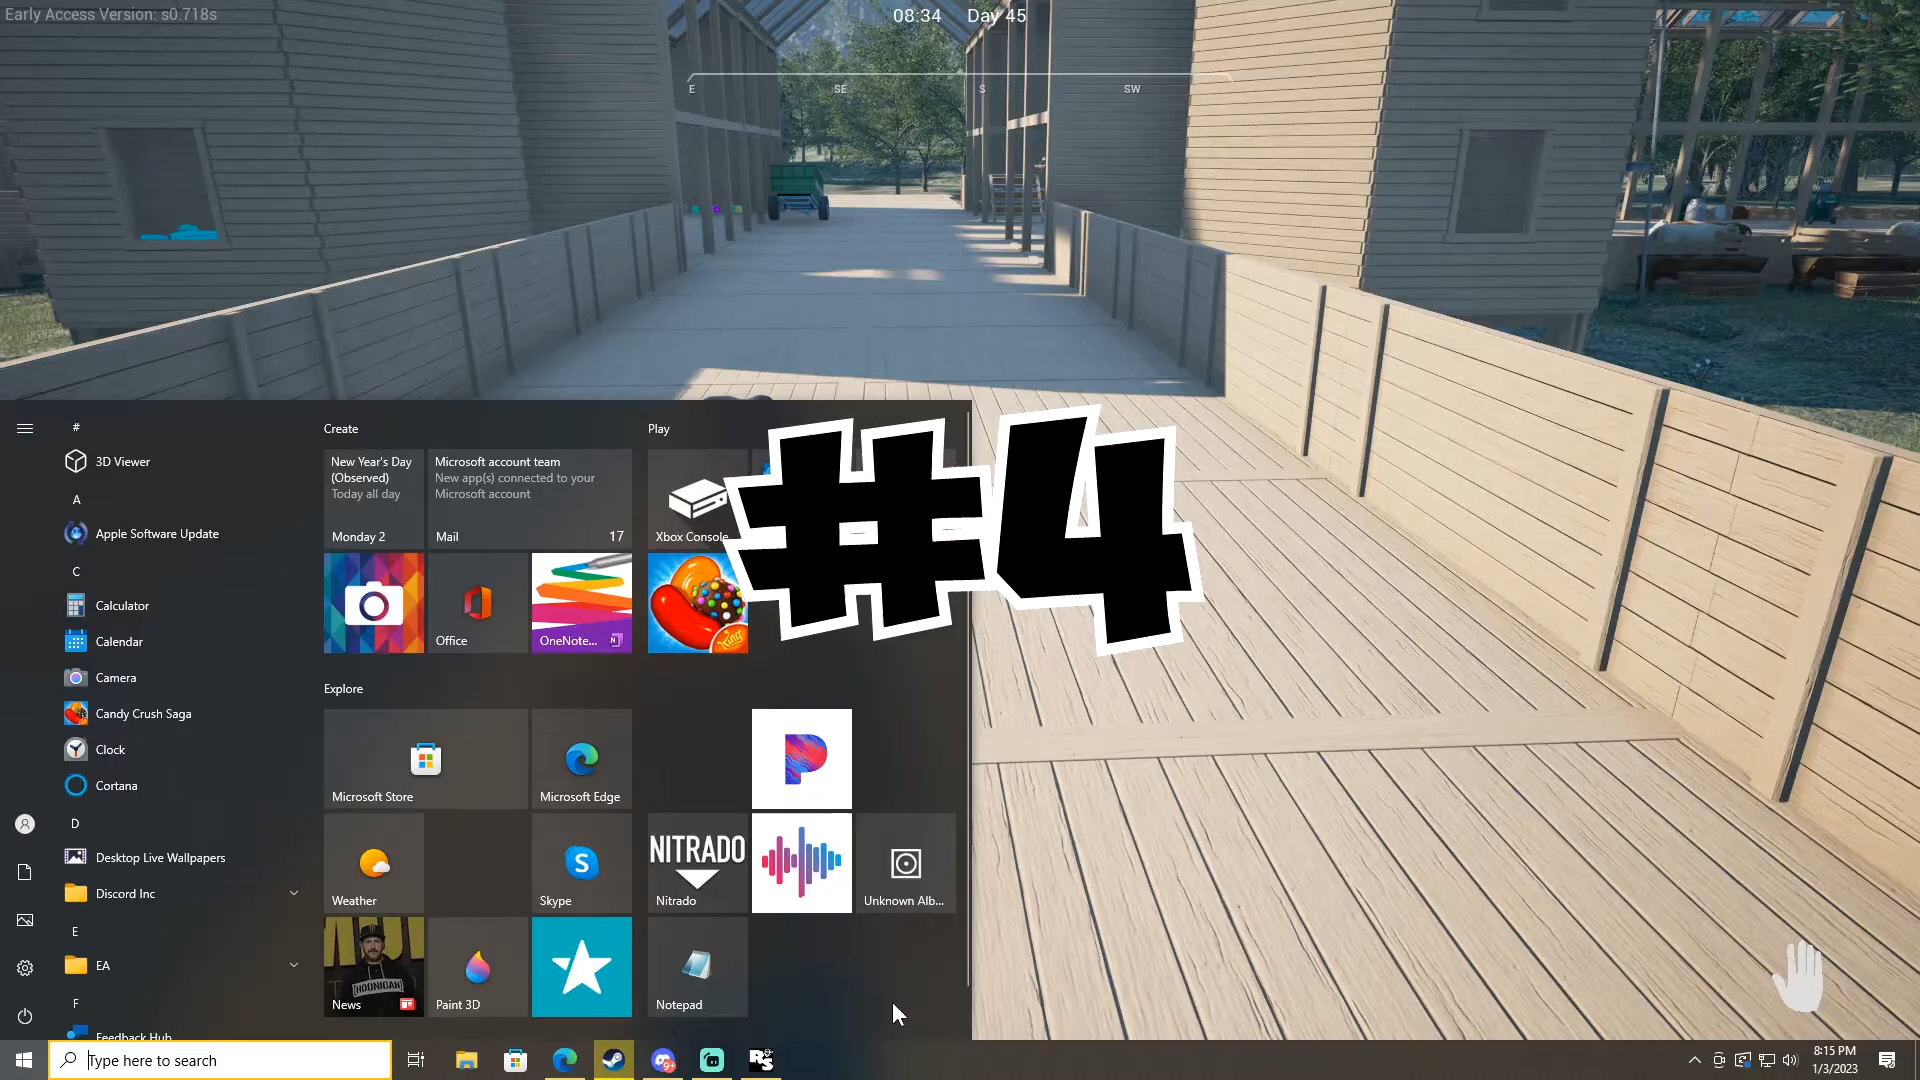 Early Access Version: s0.718s
08:34 Day 45
E SE S SW
#
3D Viewer
A
Apple Software Update
C
Calculator
Calendar
Camera
Candy Crush Saga
Clock
Cortana
D
Desktop Live Wallpapers
Discord Inc
E
EA
F
Feedback Hub
Create
New Year's Day
(Observed)
Today all day
Monday 2
Microsoft account team
New app(s) connected to your
Microsoft account
Mail 17
Office
OneNote...
N
Play
Xbox Console
King
#4
Explore
Microsoft Store
Microsoft Edge
Weather
S
Skype
NITRADO
Nitrado
Unknown Alb...
HOONIGAN
News
Paint 3D
Notepad
Type here to search
9+
RS
8:15 PM
1/3/2023